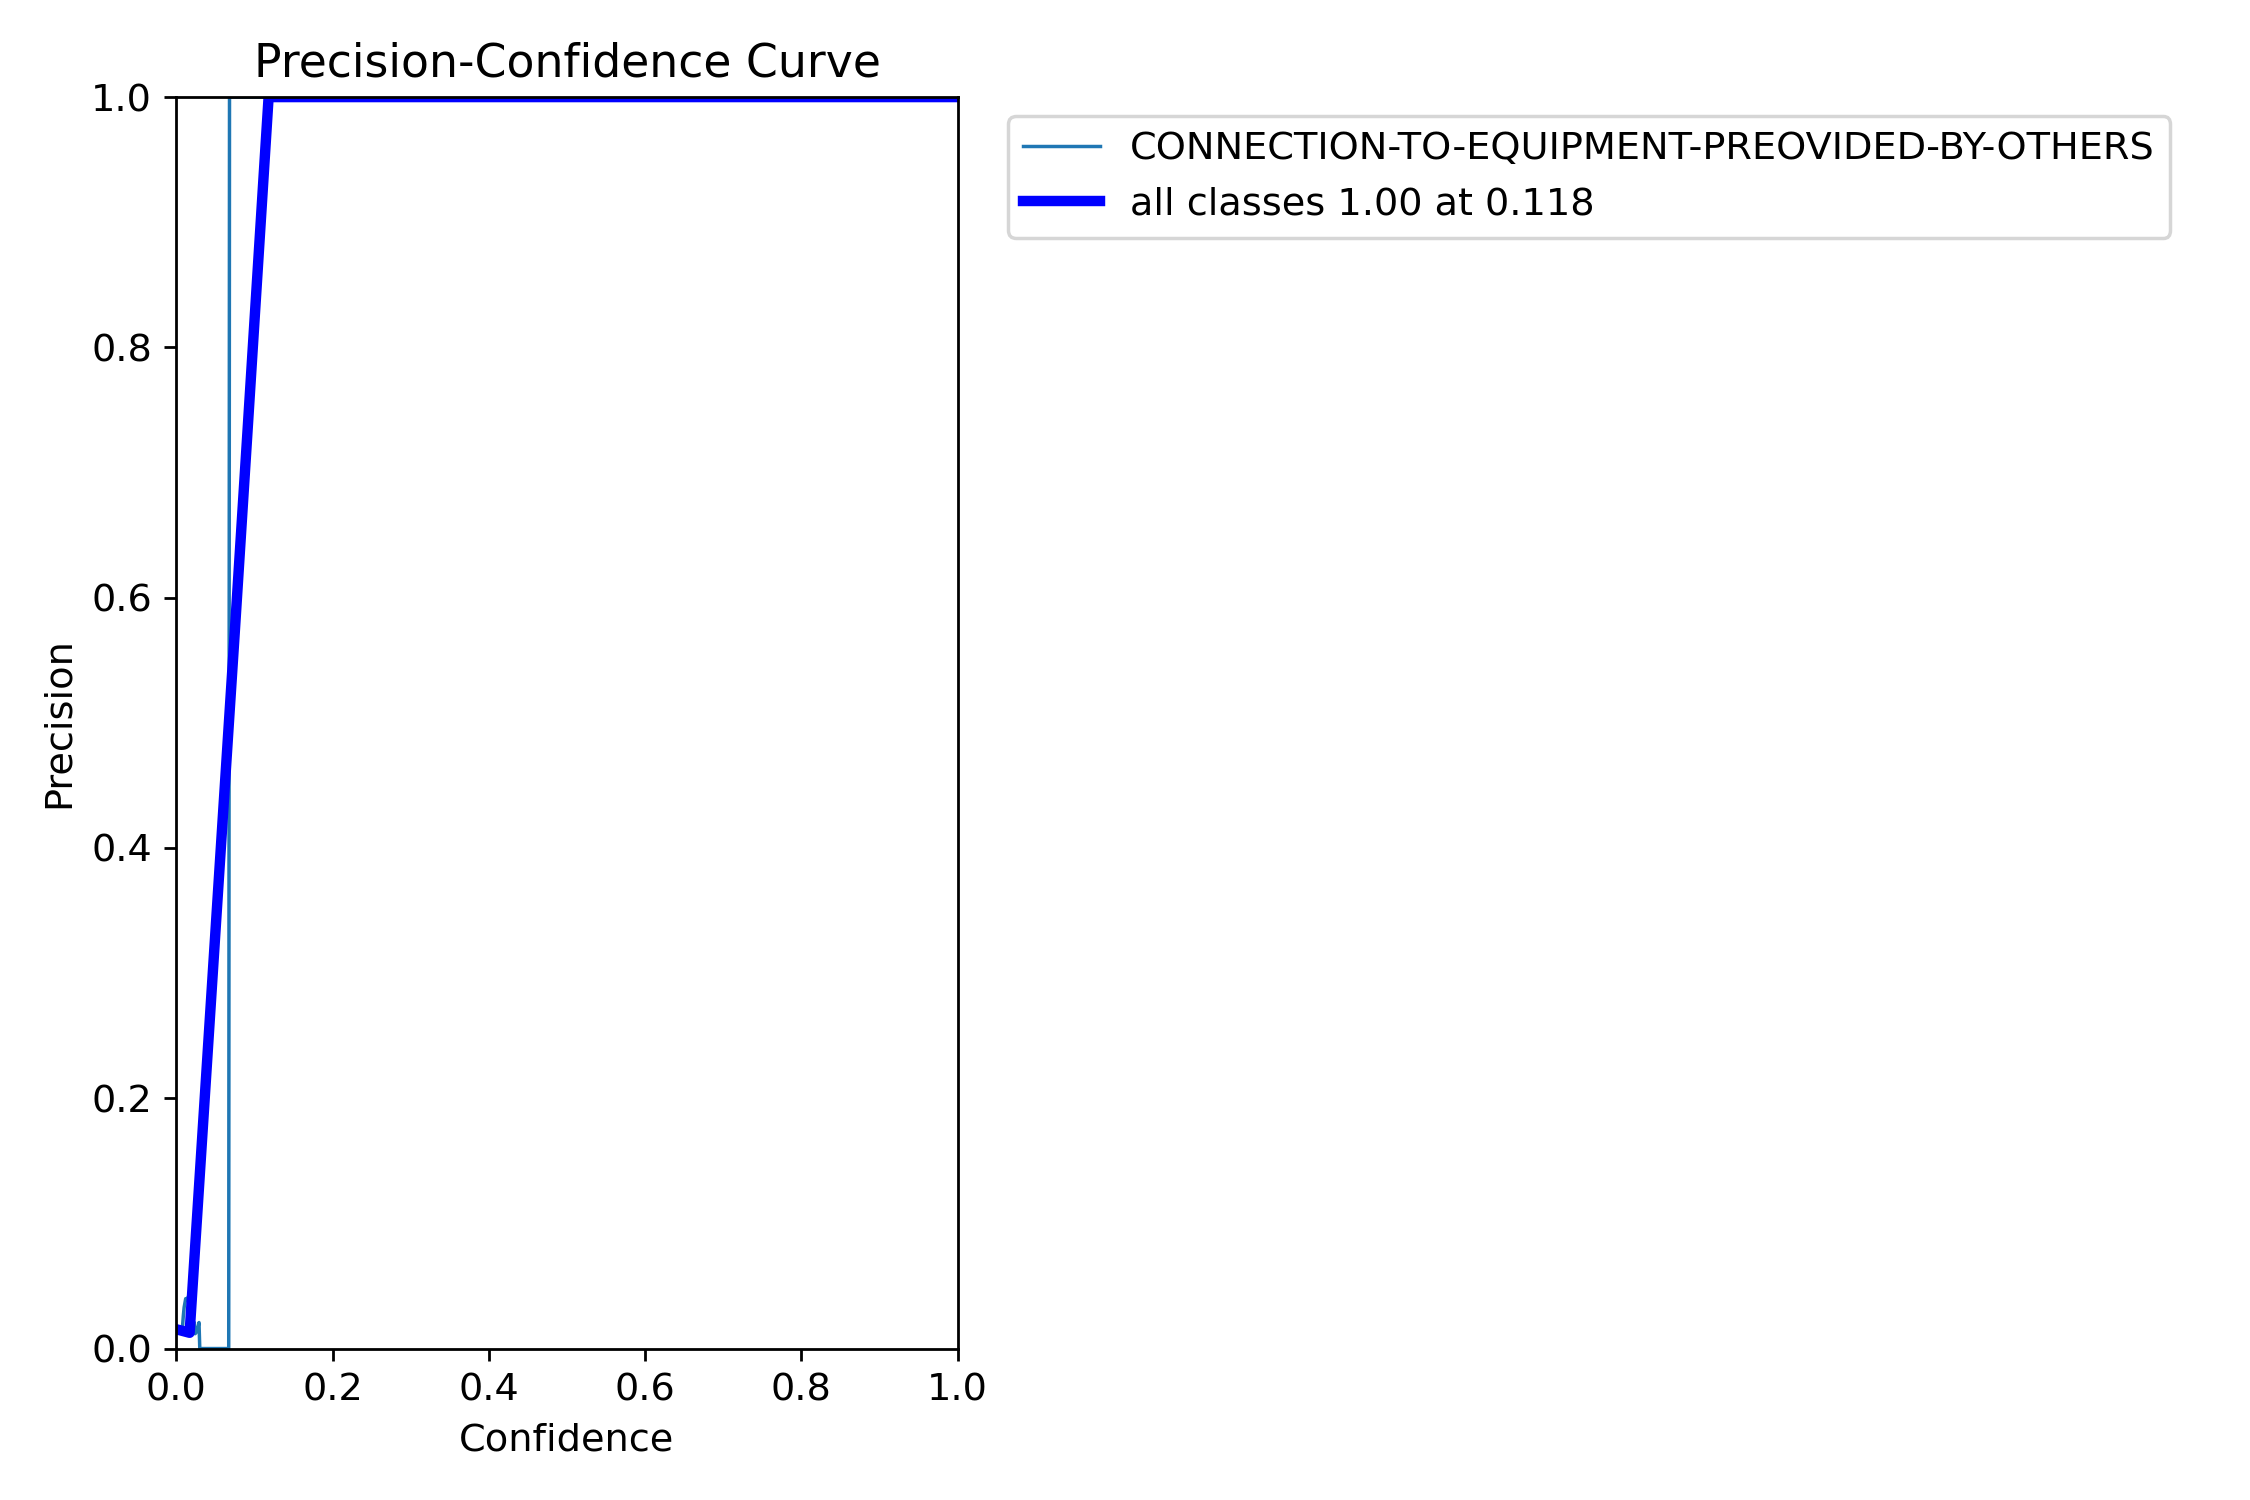 Precision-Confidence Curve
1.0
0.8
0.6
0.4
0.2
0.0
Precision
0.0 0.2 0.4 0.6 0.8 1.0
Confidence
CONNECTION-TO-EQUIPMENT-PREOVIDED-BY-OTHERS
all classes 1.00 at 0.118